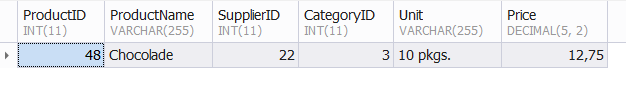 ProductID ProductName SupplierID CategoryID Unit Price
INT(11) VARCHAR(255) INT(11) INT(11) VARCHAR(255) DECIMAL(5, 2)
48 Chocolade 22 3 10 pkgs. 12,75